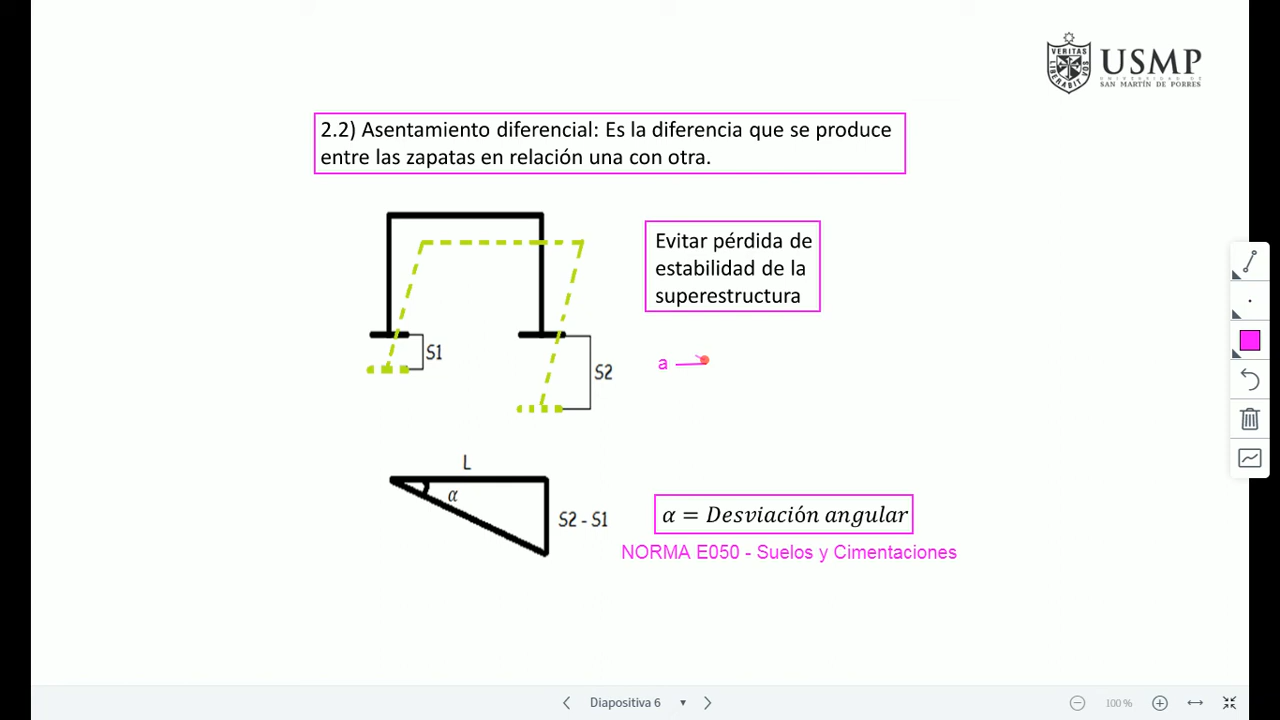 VERITAS
LIBERABIT
VOS
USMP
UNIVERSIDAD DE
SAN MARTÍN DE PORRES
2.2) Asentamiento diferencial: Es la diferencia que se produce
entre las zapatas en relación una con otra.
Evitar pérdida de
estabilidad de la
superestructura
S1
S2
a
L
α
S2 - S1
α = Desviación angular
NORMA E050 - Suelos y Cimentaciones
Diapositiva 6
100 %